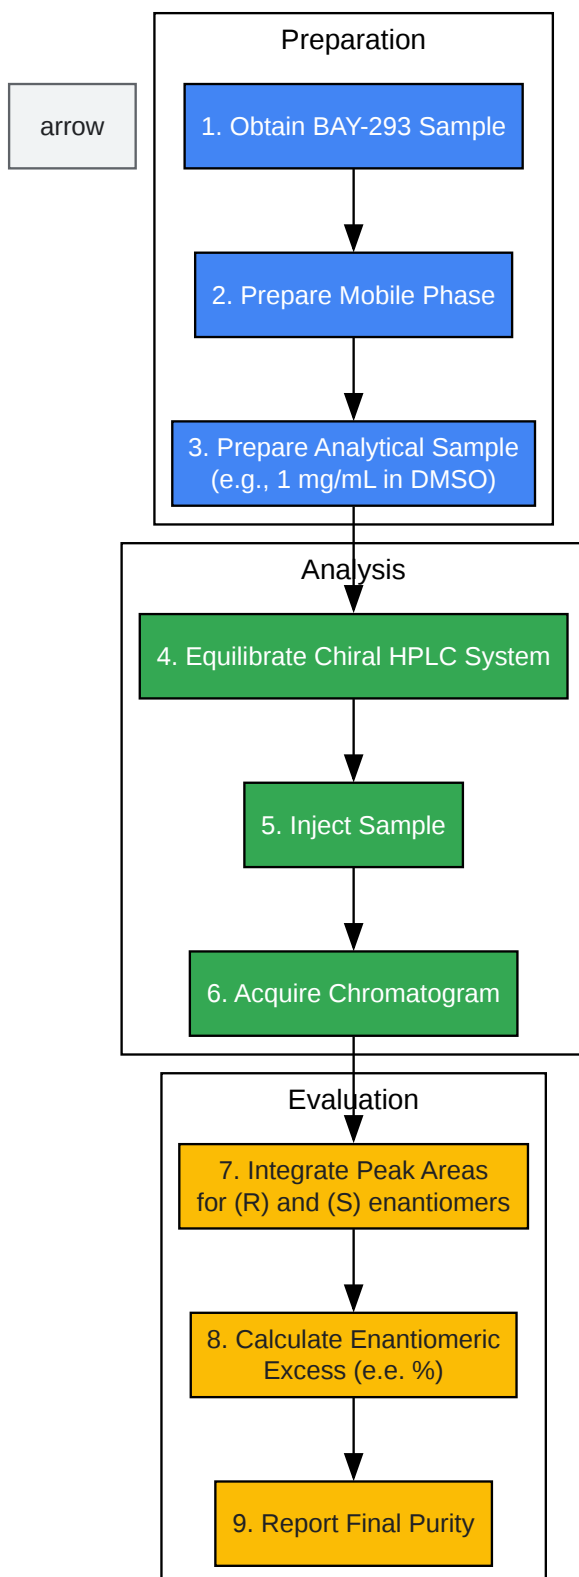 Preparation
arrow
1. Obtain BAY-293 Sample
2. Prepare Mobile Phase
3. Prepare Analytical Sample
(e.g., 1 mg/mL in DMSO)
Analysis
4. Equilibrate Chiral HPLC System
5. Inject Sample
6. Acquire Chromatogram
Evaluation
7. Integrate Peak Areas
for (R) and (S) enantiomers
8. Calculate Enantiomeric
Excess (e.e. %)
9. Report Final Purity